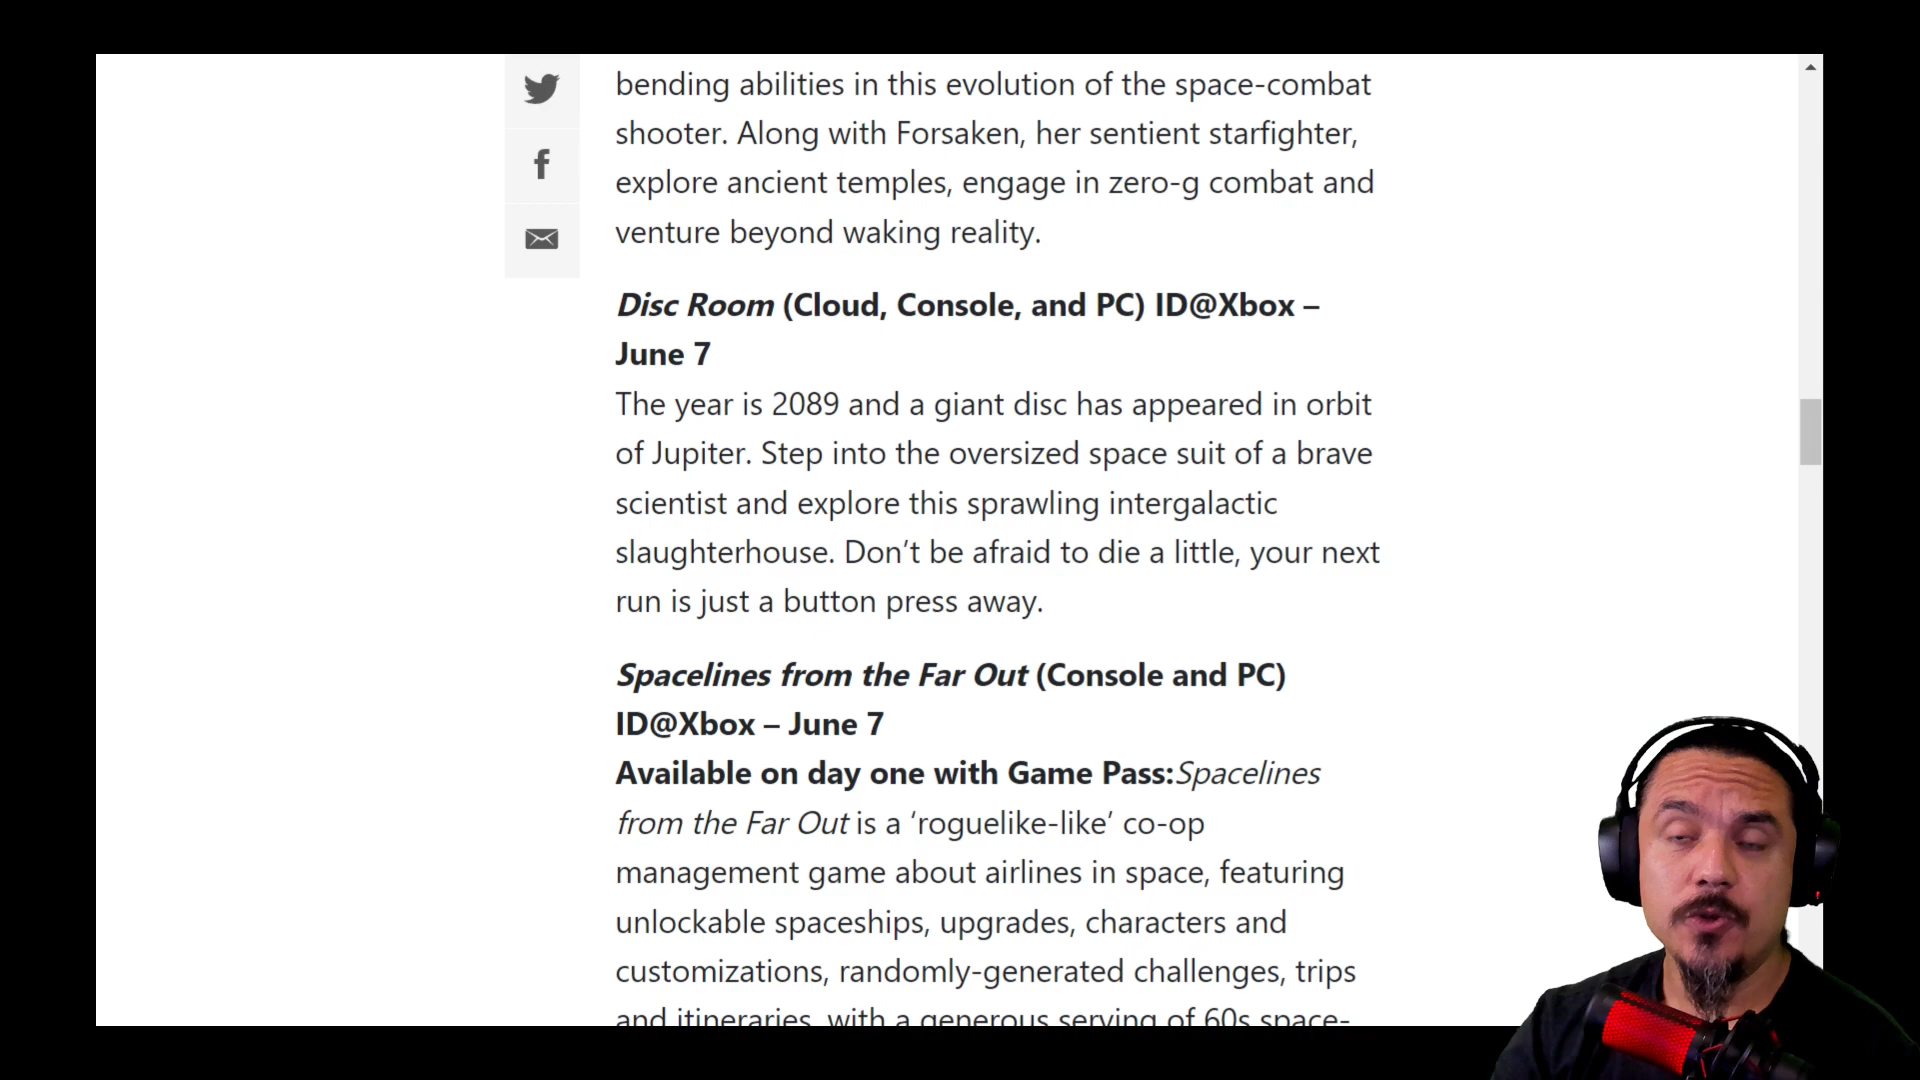 bending abilities in this evolution of the space-combat
shooter. Along with Forsaken, her sentient starfighter,
explore ancient temples, engage in zero-g combat and
venture beyond waking reality.
Disc Room (Cloud, Console, and PC) ID@Xbox –
June 7
The year is 2089 and a giant disc has appeared in orbit
of Jupiter. Step into the oversized space suit of a brave
scientist and explore this sprawling intergalactic
slaughterhouse. Don’t be afraid to die a little, your next
run is just a button press away.
Spacelines from the Far Out (Console and PC)
ID@Xbox – June 7
Available on day one with Game Pass:Spacelines
from the Far Out is a ‘roguelike-like’ co-op
management game about airlines in space, featuring
unlockable spaceships, upgrades, characters and
customizations, randomly-generated challenges, trips
and itineraries, with a generous serving of 60s space-